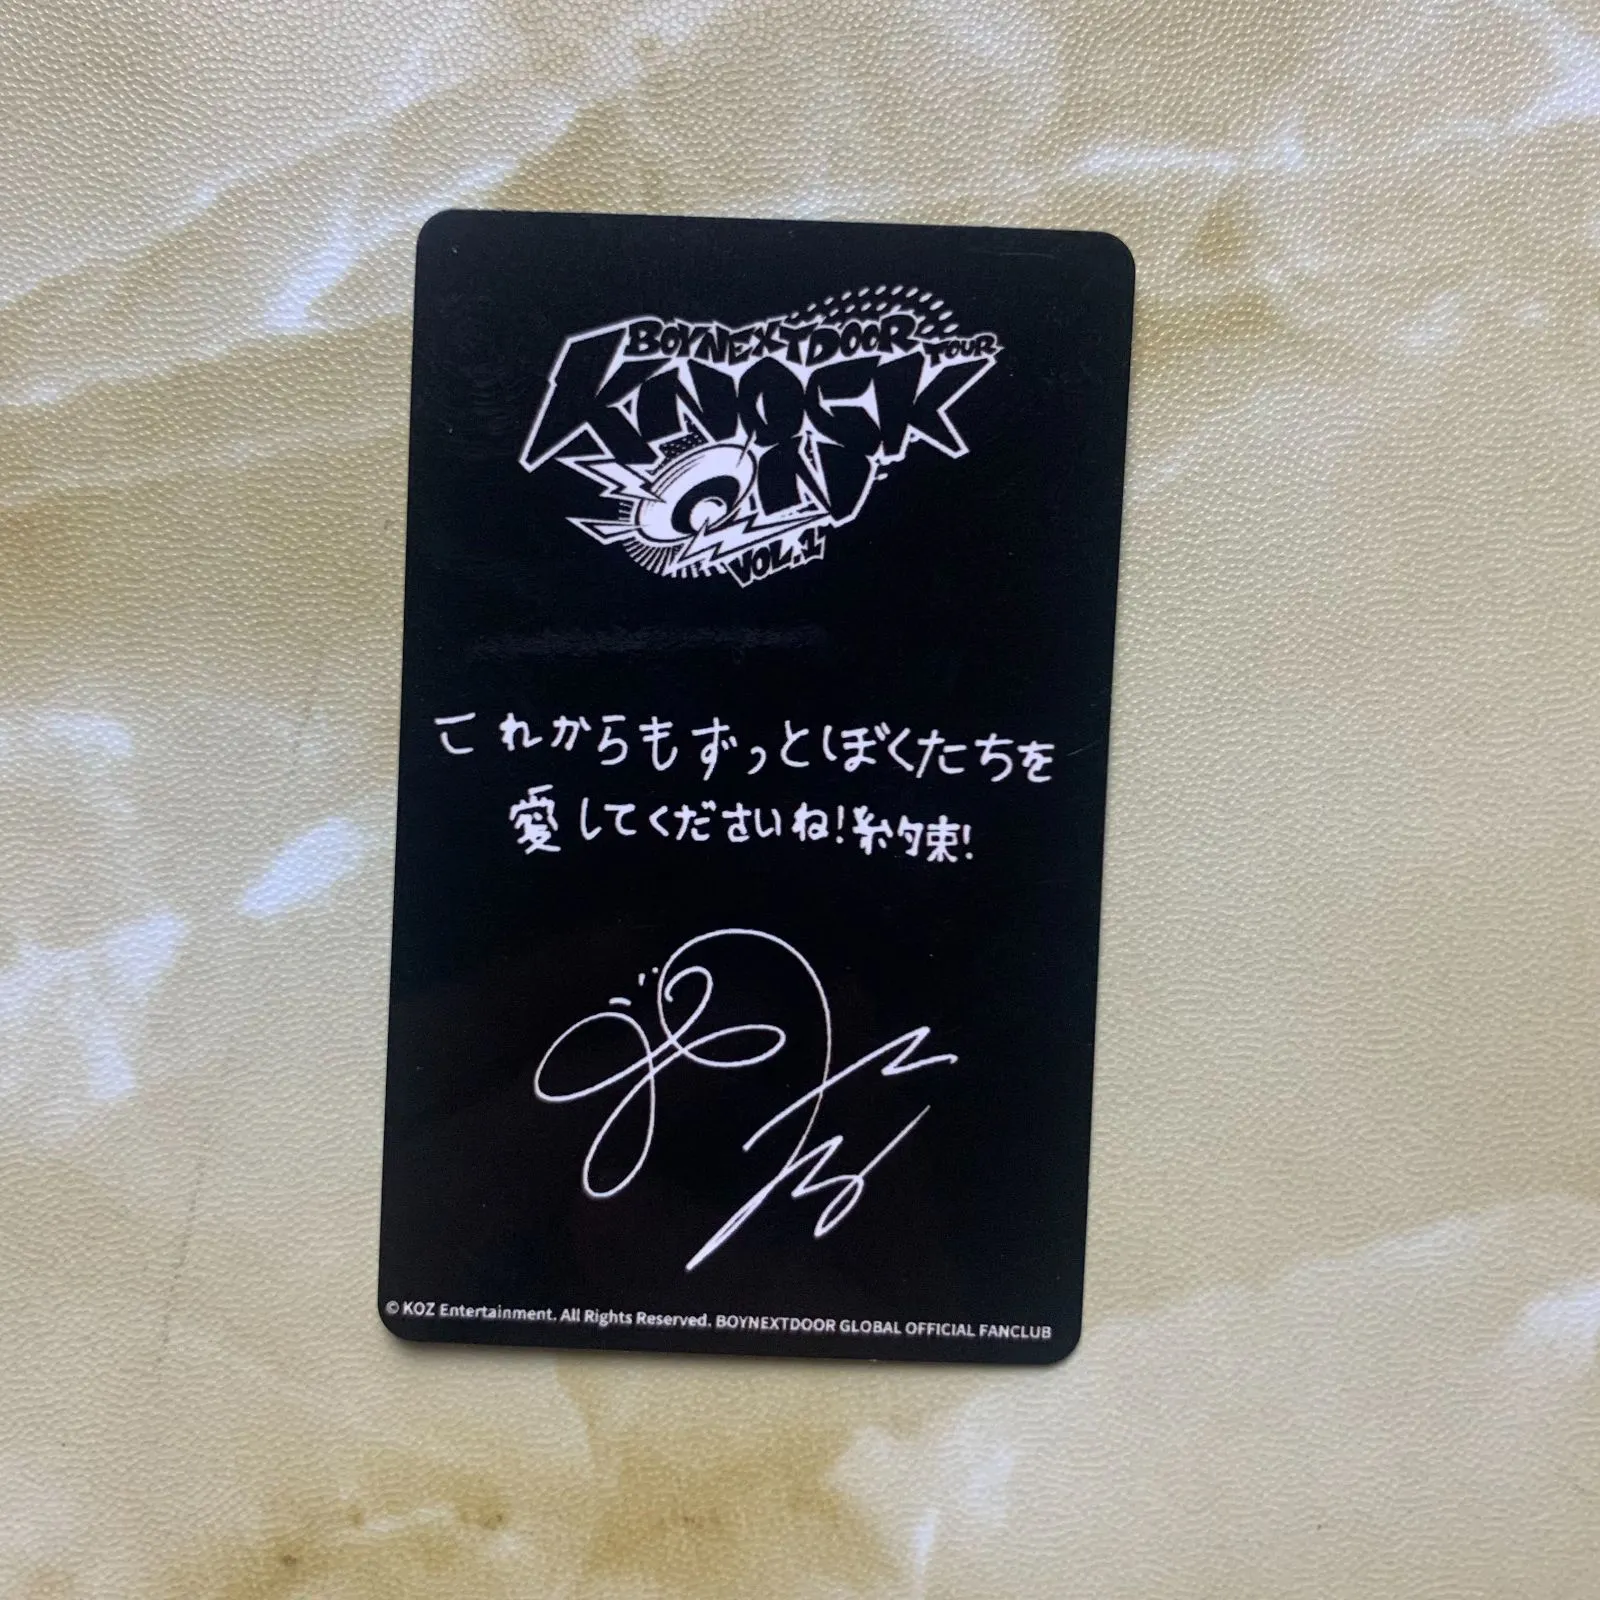 BOYNEXTDOOR TOUR
KNOCK
ON
VOL.1
これからもずっとぼくたちを
愛してくださいね!約束!
© KOZ Entertainment. All Rights Reserved. BOYNEXTDOOR GLOBAL OFFICIAL FANCLUB